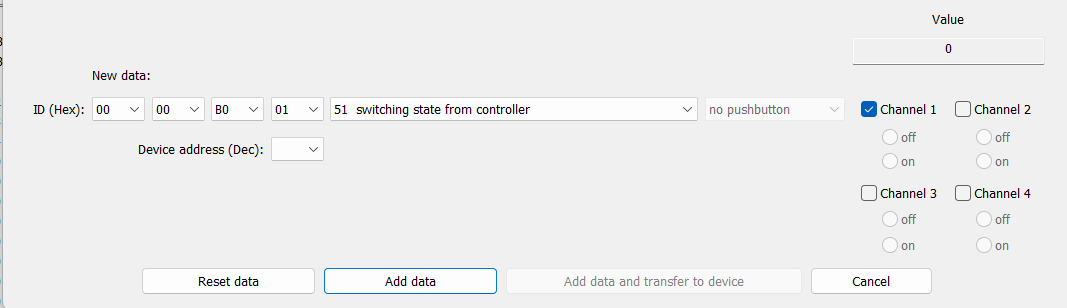 Value
0
New data:
ID (Hex): 00 00 B0 01 51 switching state from controller no pushbutton Channel 1 Channel 2
off off
Device address (Dec):
on on
Channel 3 Channel 4
off off
on on
Reset data Add data Add data and transfer to device Cancel